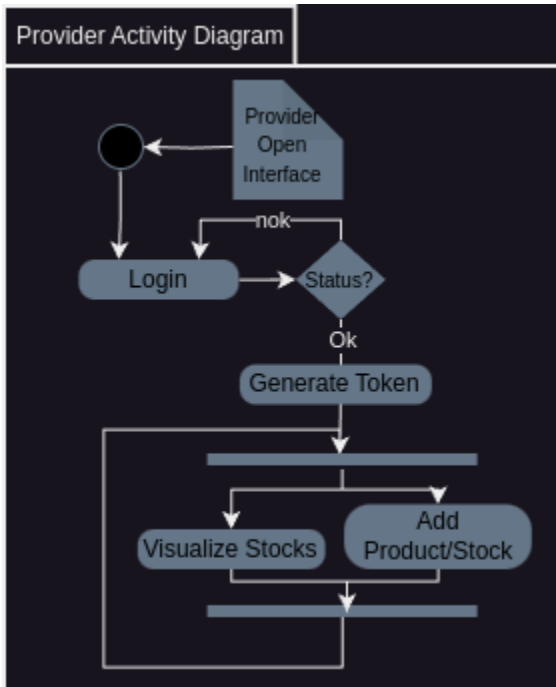 Provider Activity Diagram
Provider
Open
Interface
nok
Login
Status?
Ok
Generate Token
Visualize Stocks
Add
Product/Stock